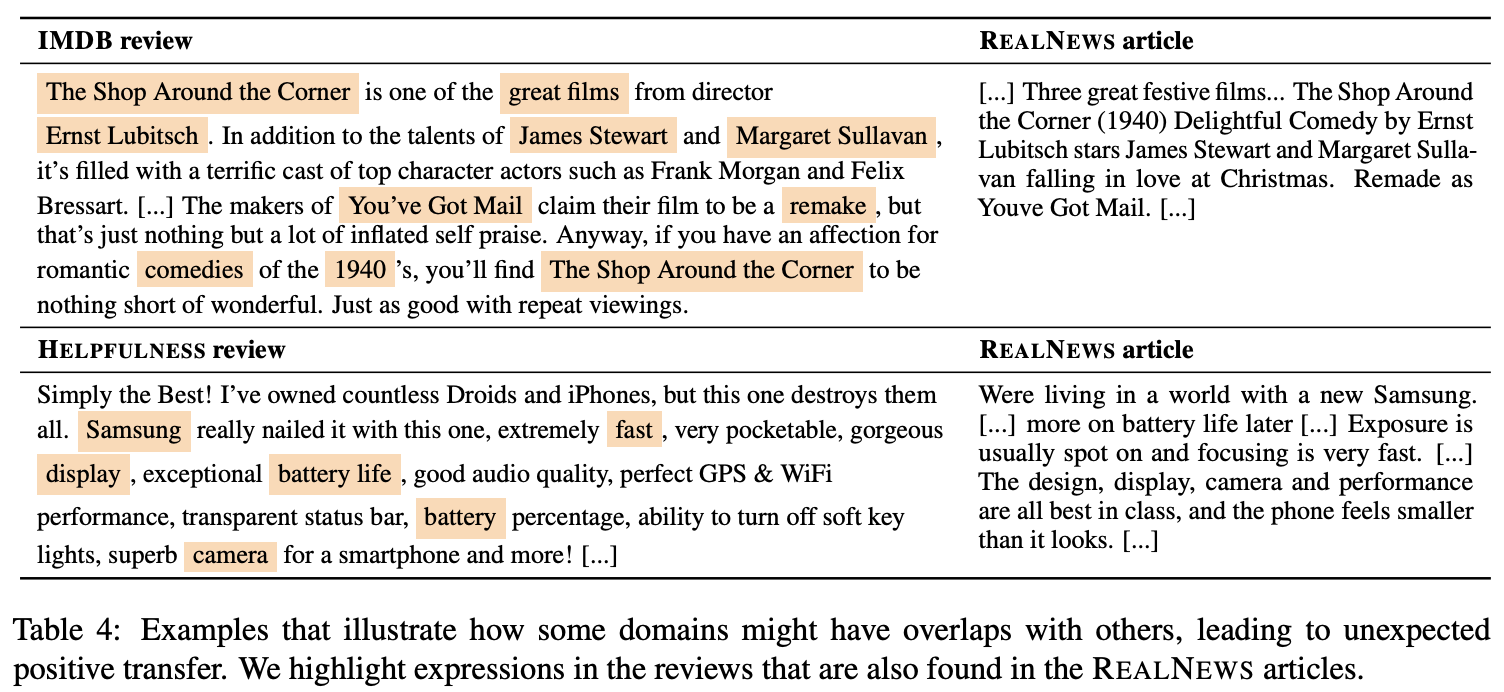 IMDB review
The Shop Around the Corner is one of the great films from director
Ernst Lubitsch . In addition to the talents of James Stewart and Margaret Sullavan ,
it’s filled with a terrific cast of top character actors such as Frank Morgan and Felix
Bressart. [...] The makers of You’ve Got Mail claim their film to be a remake , but
that’s just nothing but a lot of inflated self praise. Anyway, if you have an affection for
romantic comedies of the 1940 ’s, you’ll find The Shop Around the Corner to be
nothing short of wonderful. Just as good with repeat viewings.
REALNEWS article
[...] Three great festive films... The Shop Around
the Corner (1940) Delightful Comedy by Ernst
Lubitsch stars James Stewart and Margaret Sulla-
van falling in love at Christmas. Remade as
Youve Got Mail. [...]
HELPFULNESS review
Simply the Best! I’ve owned countless Droids and iPhones, but this one destroys them
all. Samsung really nailed it with this one, extremely fast , very pocketable, gorgeous
display , exceptional battery life , good audio quality, perfect GPS & WiFi
performance, transparent status bar, battery percentage, ability to turn off soft key
lights, superb camera for a smartphone and more! [...]
REALNEWS article
Were living in a world with a new Samsung.
[...] more on battery life later [...] Exposure is
usually spot on and focusing is very fast. [...]
The design, display, camera and performance
are all best in class, and the phone feels smaller
than it looks. [...]
Table 4: Examples that illustrate how some domains might have overlaps with others, leading to unexpected
positive transfer. We highlight expressions in the reviews that are also found in the REALNEWS articles.